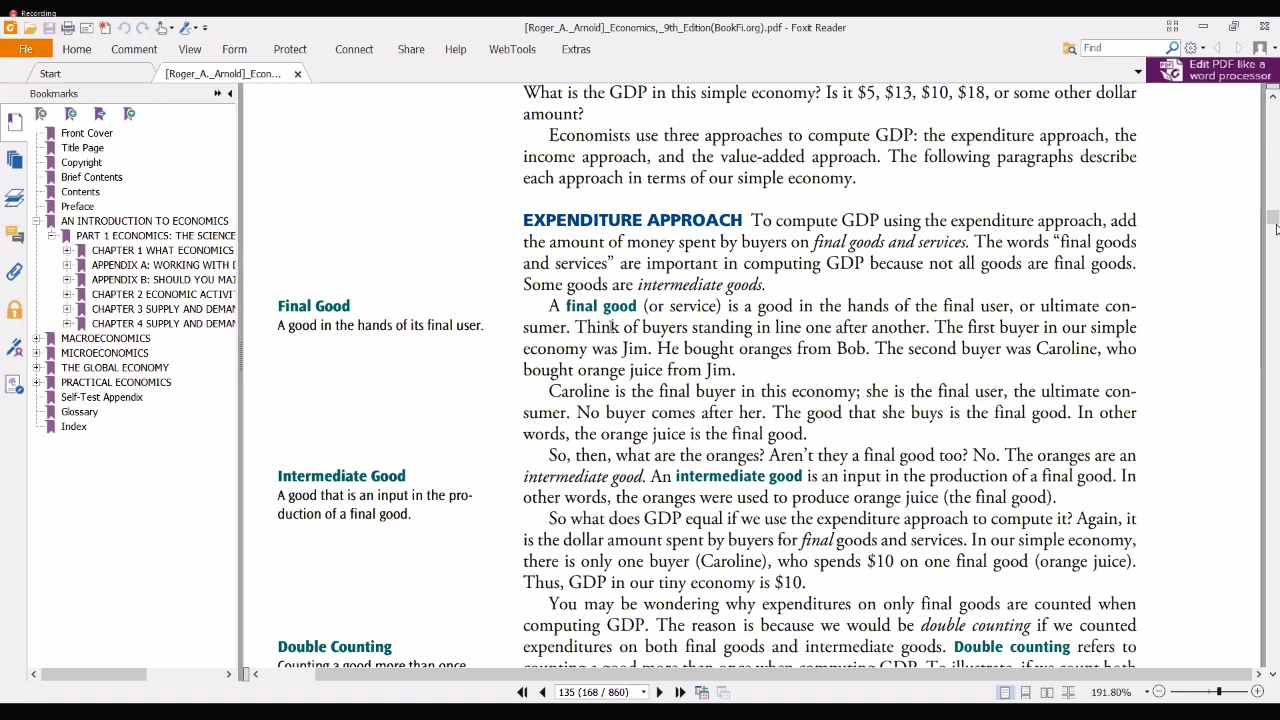 Recording
[Roger_A._Arnold]_Economics,_9th_Edition(BookFi.org).pdf - Foxit Reader
File Home Comment View Form Protect Connect Share Help WebTools Extras
Find
Start
[Roger_A._Arnold]_Econ...
Edit PDF like a
word processor
Bookmarks
Front Cover
Title Page
Copyright
Brief Contents
Contents
Preface
AN INTRODUCTION TO ECONOMICS
PART 1 ECONOMICS: THE SCIENCE
CHAPTER 1 WHAT ECONOMICS
APPENDIX A: WORKING WITH
APPENDIX B: SHOULD YOU MA
CHAPTER 2 ECONOMIC ACTIVI
CHAPTER 3 SUPPLY AND DEMAN
CHAPTER 4 SUPPLY AND DEMAN
MACROECONOMICS
MICROECONOMICS
THE GLOBAL ECONOMY
PRACTICAL ECONOMICS
Self-Test Appendix
Glossary
Index
What is the GDP in this simple economy? Is it $5, $13, $10, $18, or some other dollar
amount?
Economists use three approaches to compute GDP: the expenditure approach, the
income approach, and the value-added approach. The following paragraphs describe
each approach in terms of our simple economy.
EXPENDITURE APPROACH To compute GDP using the expenditure approach, add
the amount of money spent by buyers on final goods and services. The words “final goods
and services” are important in computing GDP because not all goods are final goods.
Some goods are intermediate goods.
Final Good
A good in the hands of its final user.
A final good (or service) is a good in the hands of the final user, or ultimate con-
sumer. Think of buyers standing in line one after another. The first buyer in our simple
economy was Jim. He bought oranges from Bob. The second buyer was Caroline, who
bought orange juice from Jim.
Caroline is the final buyer in this economy; she is the final user, the ultimate con-
sumer. No buyer comes after her. The good that she buys is the final good. In other
words, the orange juice is the final good.
Intermediate Good
A good that is an input in the pro-
duction of a final good.
So, then, what are the oranges? Aren’t they a final good too? No. The oranges are an
intermediate good. An intermediate good is an input in the production of a final good. In
other words, the oranges were used to produce orange juice (the final good).
So what does GDP equal if we use the expenditure approach to compute it? Again, it
is the dollar amount spent by buyers for final goods and services. In our simple economy,
there is only one buyer (Caroline), who spends $10 on one final good (orange juice).
Thus, GDP in our tiny economy is $10.
You may be wondering why expenditures on only final goods are counted when
computing GDP. The reason is because we would be double counting if we counted
Double Counting
Counting a good more than once
expenditures on both final goods and intermediate goods. Double counting refers to
counting a good more than once when computing GDP. To illustrate, if we count both
135 (168 / 860)
191.80%